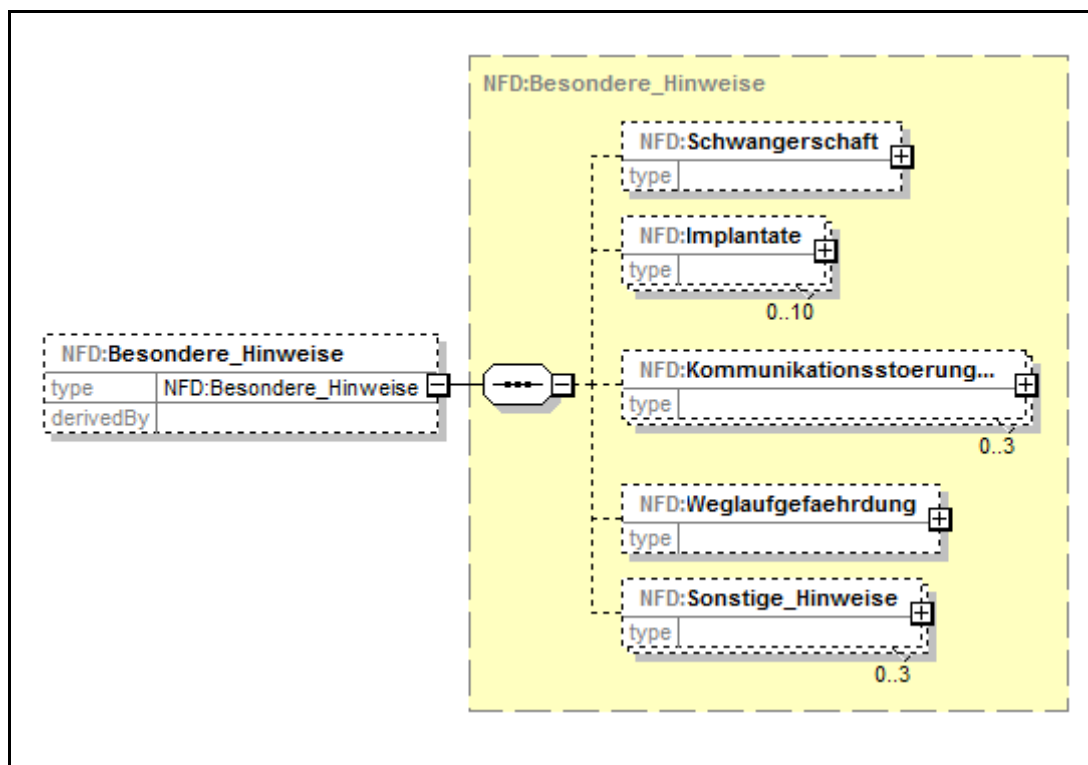 NFD:Besondere_Hinweise
NFD:Schwangerschaft
type
NFD:Implantate
type
0..10
NFD:Besondere_Hinweise
type NFD:Besondere_Hinweise
derivedBy
NFD:Kommunikationsstoerung...
type
0..3
NFD:Weglaufgefaehrdung
type
NFD:Sonstige_Hinweise
type
0..3